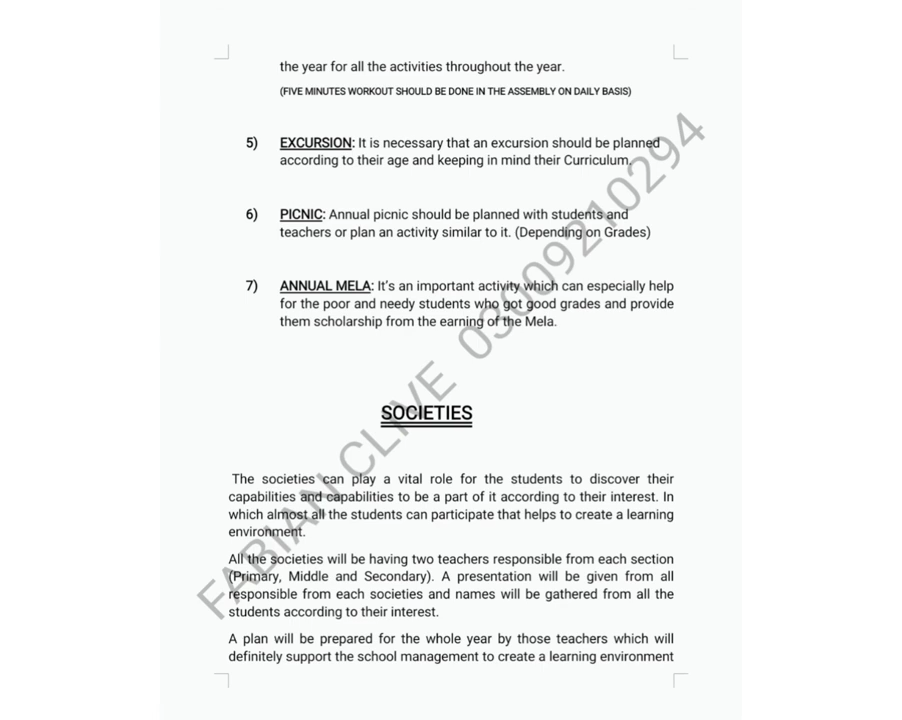 the year for all the activities throughout the year.
(FIVE MINUTES WORKOUT SHOULD BE DONE IN THE ASSEMBLY ON DAILY BASIS)
5) EXCURSION: It is necessary that an excursion should be planned
according to their age and keeping in mind their Curriculum.
6) PICNIC: Annual picnic should be planned with students and
teachers or plan an activity similar to it. (Depending on Grades)
7) ANNUAL MELA: It's an important activity which can especially help
for the poor and needy students who got good grades and provide
them scholarship from the earning of the Mela.
SOCIETIES
The societies can play a vital role for the students to discover their
capabilities and capabilities to be a part of it according to their interest. In
which almost all the students can participate that helps to create a learning
environment.
All the societies will be having two teachers responsible from each section
(Primary, Middle and Secondary). A presentation will be given from all
responsible from each societies and names will be gathered from all the
students according to their interest.
A plan will be prepared for the whole year by those teachers which will
definitely support the school management to create a learning environment
FABIAN CLIVE 03009210294